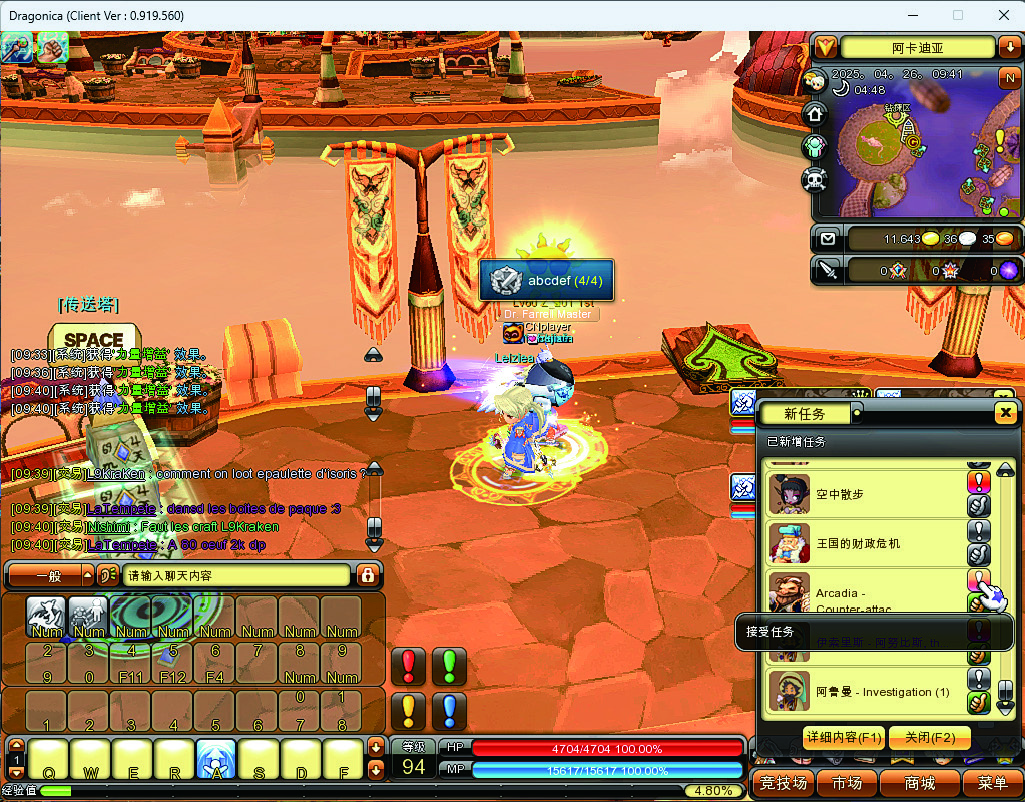 Dragonica (Client Ver : 0.919.560)
阿卡迪亚
2025。04。26。09:41
N
04:48
11.643 36 35
0 0 0
abcdef (4/4)
Dr. Farrell Master
CNplayer
Leizlea
[传送塔]
SPACE
[09:33][系统]获得'力量增益' 效果。
[09:36][系统]获得'力量增益' 效果。
[09:40][系统]获得'力量增益' 效果。
[09:40][系统]获得'力量增益' 效果。
[09:39][交易]L9KraKen : comment on loot epaulette d'isoris ?
[09:39][交易]LaTempete : dansd les boites de paque :3
[09:40][交易]Nishimi : Faut les craft L9Kraken
[09:40][交易]LaTempete : A 60 oeuf 2k dp
一般
请输入聊天内容
Num Num Num Num Num Num Num Num
2 3 4 5 6 7 8 9
9 0 F11 F12 F4 Num Num
0 1
1 2 3 4 5 6 7 8
新任务
已新增任务
空中散步
王国的财政危机
Arcadia -
Counter-attac
接受任务
阿鲁曼 - Investigation (1)
详细内容(F1)
关闭(F2)
1
Q W E R A S D F
等级
94
HP
4704/4704 100.00%
MP
15617/15617 100.00%
经验值
4.80%
竞技场
市场
商城
菜单